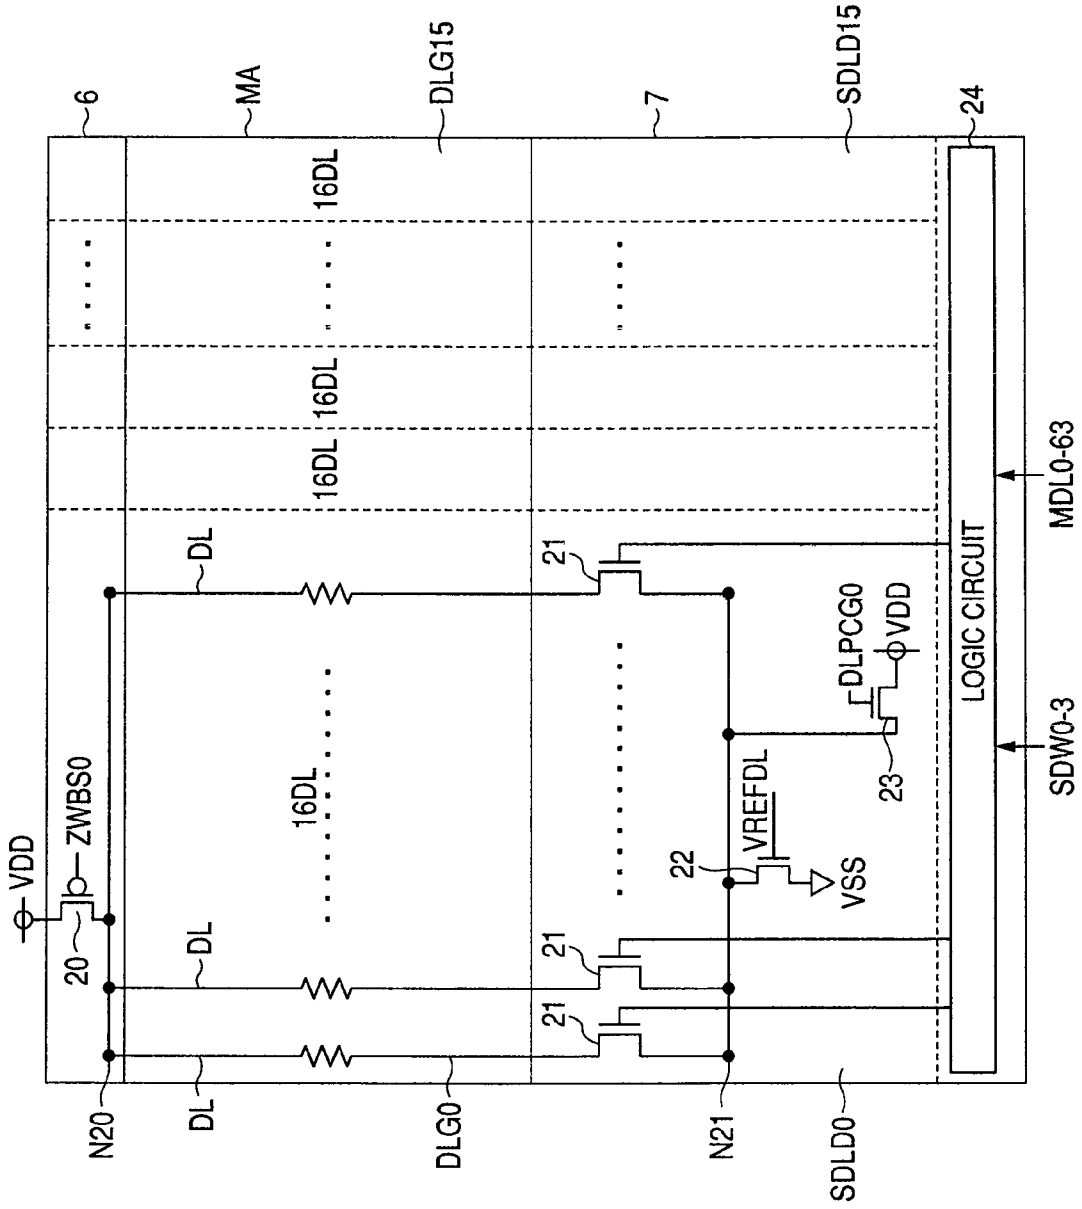 6
MA
DLG15
7
SDLD15
24
16DL
16DL
16DL
DL
21
VDD
ZWBS0
20
16DL
DLPCG0
VDD
23
VREFDL
22
VSS
LOGIC CIRCUIT
MDL0-63
SDW0-3
DL
21
21
N20
DL
DLG0
N21
SDLD0